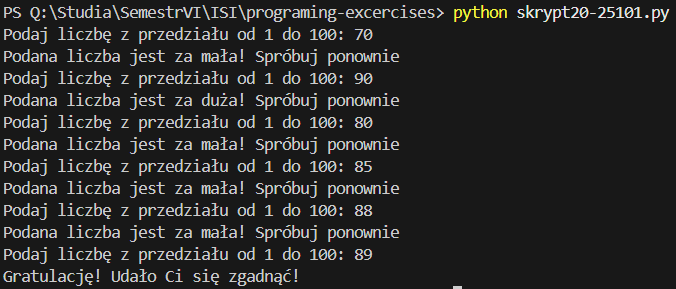 PS Q:\Studia\SemestrVI\ISI\programing-excercises> python skrypt20-25101.py
Podaj liczbę z przedziału od 1 do 100: 70
Podana liczba jest za mała! Spróbuj ponownie
Podaj liczbę z przedziału od 1 do 100: 90
Podana liczba jest za duża! Spróbuj ponownie
Podaj liczbę z przedziału od 1 do 100: 80
Podana liczba jest za mała! Spróbuj ponownie
Podaj liczbę z przedziału od 1 do 100: 85
Podana liczba jest za mała! Spróbuj ponownie
Podaj liczbę z przedziału od 1 do 100: 88
Podana liczba jest za mała! Spróbuj ponownie
Podaj liczbę z przedziału od 1 do 100: 89
Gratulację! Udało Ci się zgadnąć!